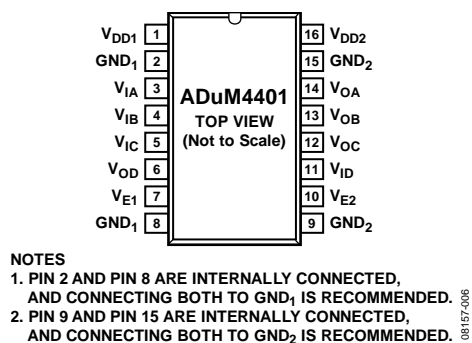 VDD1 1 16 VDD2
GND1 2 15 GND2
VIA 3 14 VOA
VIB 4 13 VOB
VIC 5 12 VOC
VOD 6 11 VID
VE1 7 10 VE2
GND1 8 9 GND2
ADuM4401
TOP VIEW
(Not to Scale)
NOTES
1. PIN 2 AND PIN 8 ARE INTERNALLY CONNECTED,
AND CONNECTING BOTH TO GND1 IS RECOMMENDED.
2. PIN 9 AND PIN 15 ARE INTERNALLY CONNECTED,
AND CONNECTING BOTH TO GND2 IS RECOMMENDED.
08157-006